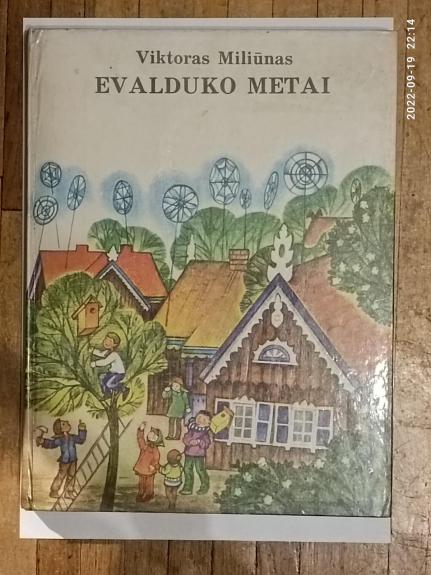 Viktoras Miliūnas
EVALDUKO METAI
2022-09-19 22:14